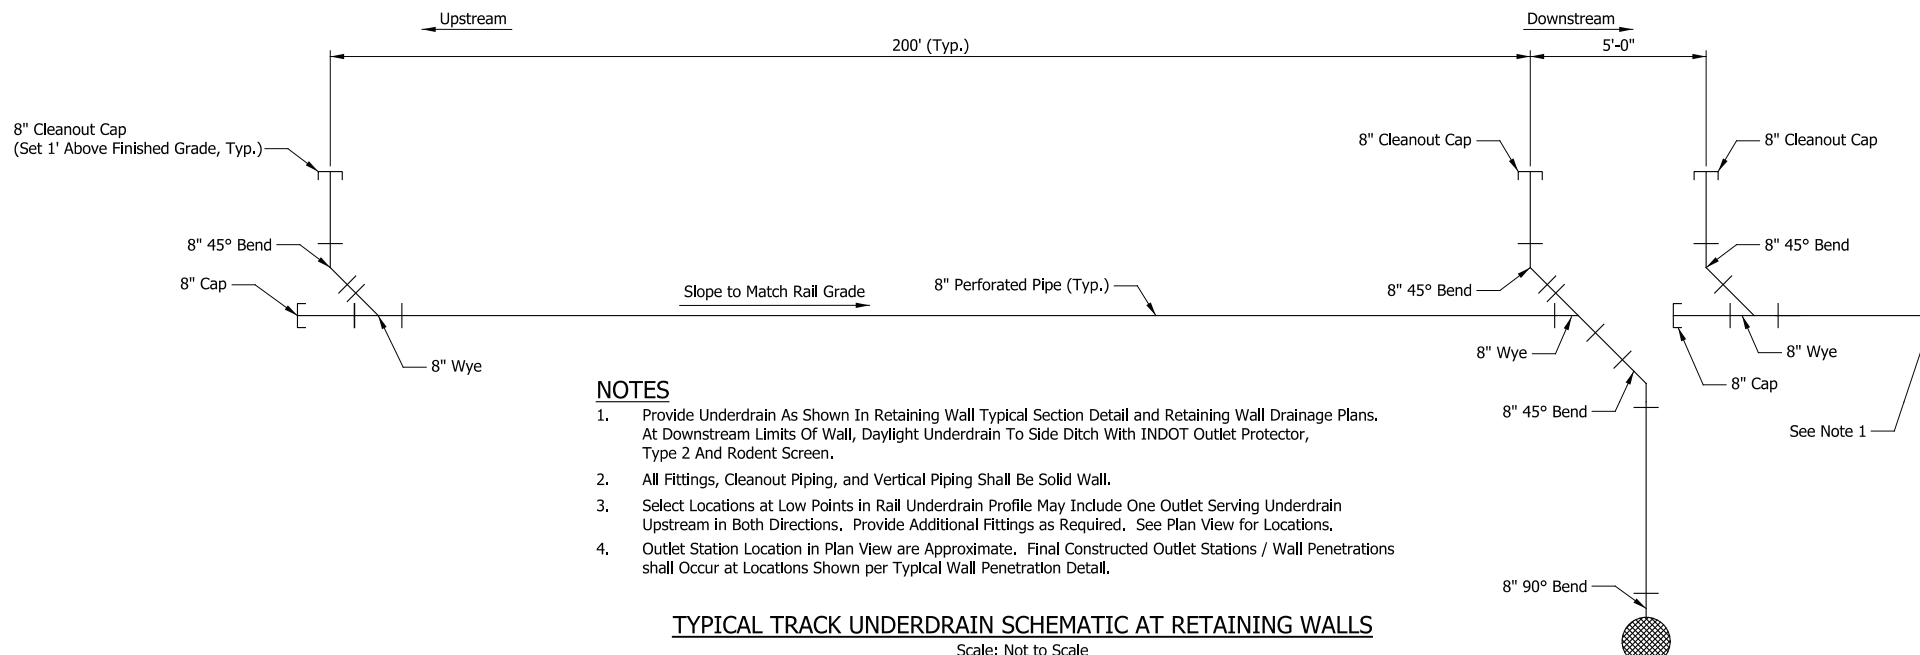 Upstream
Downstream
200' (Typ.)
5'-0"
8" Cleanout Cap
(Set 1' Above Finished Grade, Typ.)
8" Cleanout Cap
8" Cleanout Cap
8" 45° Bend
8" 45° Bend
8" Cap
Slope to Match Rail Grade
8" Perforated Pipe (Typ.)
8" 45° Bend
8" Wye
8" Wye
8" Wye
8" Cap
8" 45° Bend
See Note 1
NOTES
1. Provide Underdrain As Shown In Retaining Wall Typical Section Detail and Retaining Wall Drainage Plans.
At Downstream Limits Of Wall, Daylight Underdrain To Side Ditch With INDOT Outlet Protector,
Type 2 And Rodent Screen.
2. All Fittings, Cleanout Piping, and Vertical Piping Shall Be Solid Wall.
3. Select Locations at Low Points in Rail Underdrain Profile May Include One Outlet Serving Underdrain
Upstream in Both Directions. Provide Additional Fittings as Required. See Plan View for Locations.
4. Outlet Station Location in Plan View are Approximate. Final Constructed Outlet Stations / Wall Penetrations
shall Occur at Locations Shown per Typical Wall Penetration Detail.
8" 90° Bend
TYPICAL TRACK UNDERDRAIN SCHEMATIC AT RETAINING WALLS
Scale: Not to Scale